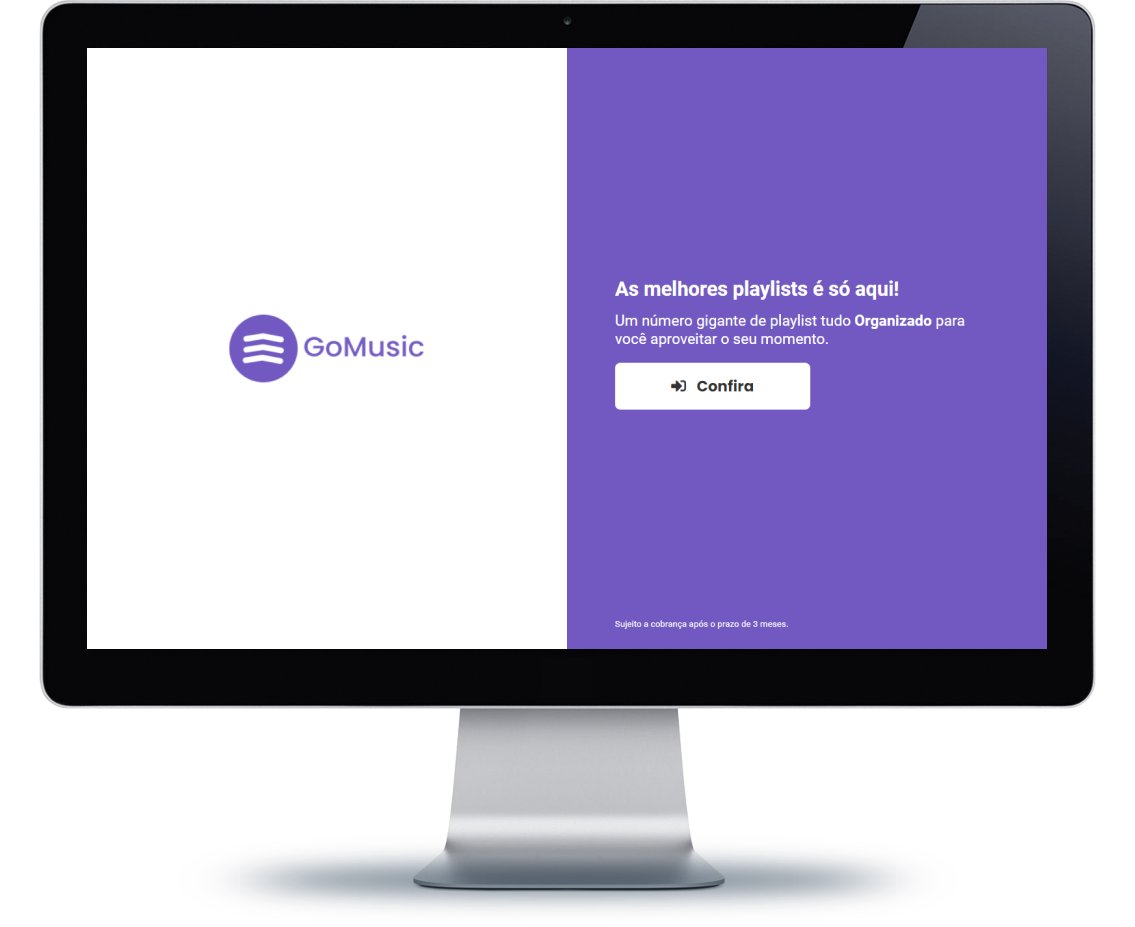 GoMusic
As melhores playlists é só aqui!
Um número gigante de playlist tudo Organizado para
você aproveitar o seu momento.
Confira
Sujeito a cobrança após o prazo de 3 meses.